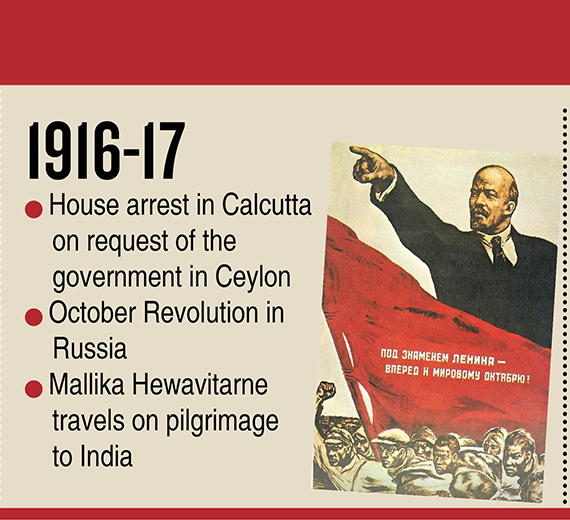 1916-17
● House arrest in Calcutta
on request of the
government in Ceylon
● October Revolution in
Russia
● Mallika Hewavitarne
travels on pilgrimage
to India
ПОД ЗНАМЕНЕМ ЛЕНИНА —
ВПЕРЕД К МИРОВОМУ ОКТЯБРЮ!